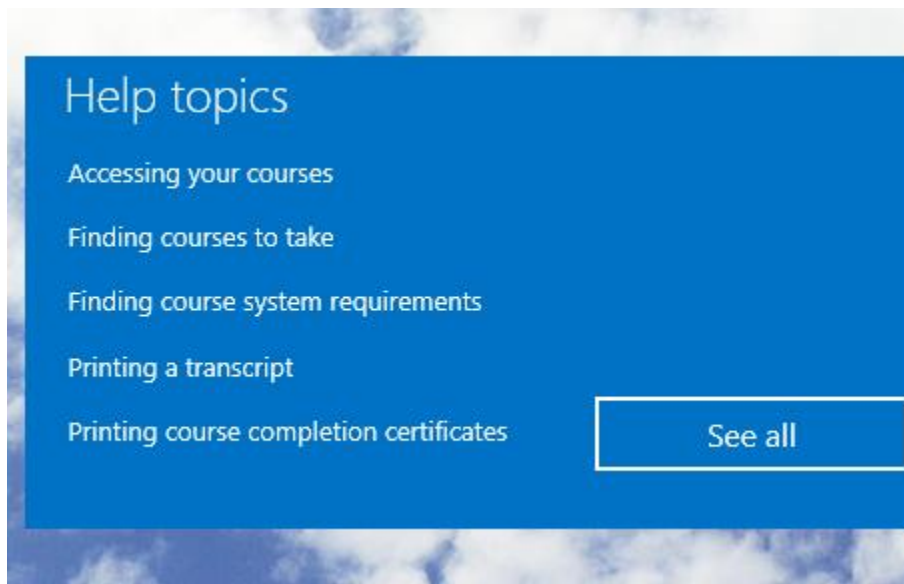 Help topics
Accessing your courses
Finding courses to take
Finding course system requirements
Printing a transcript
Printing course completion certificates
See all